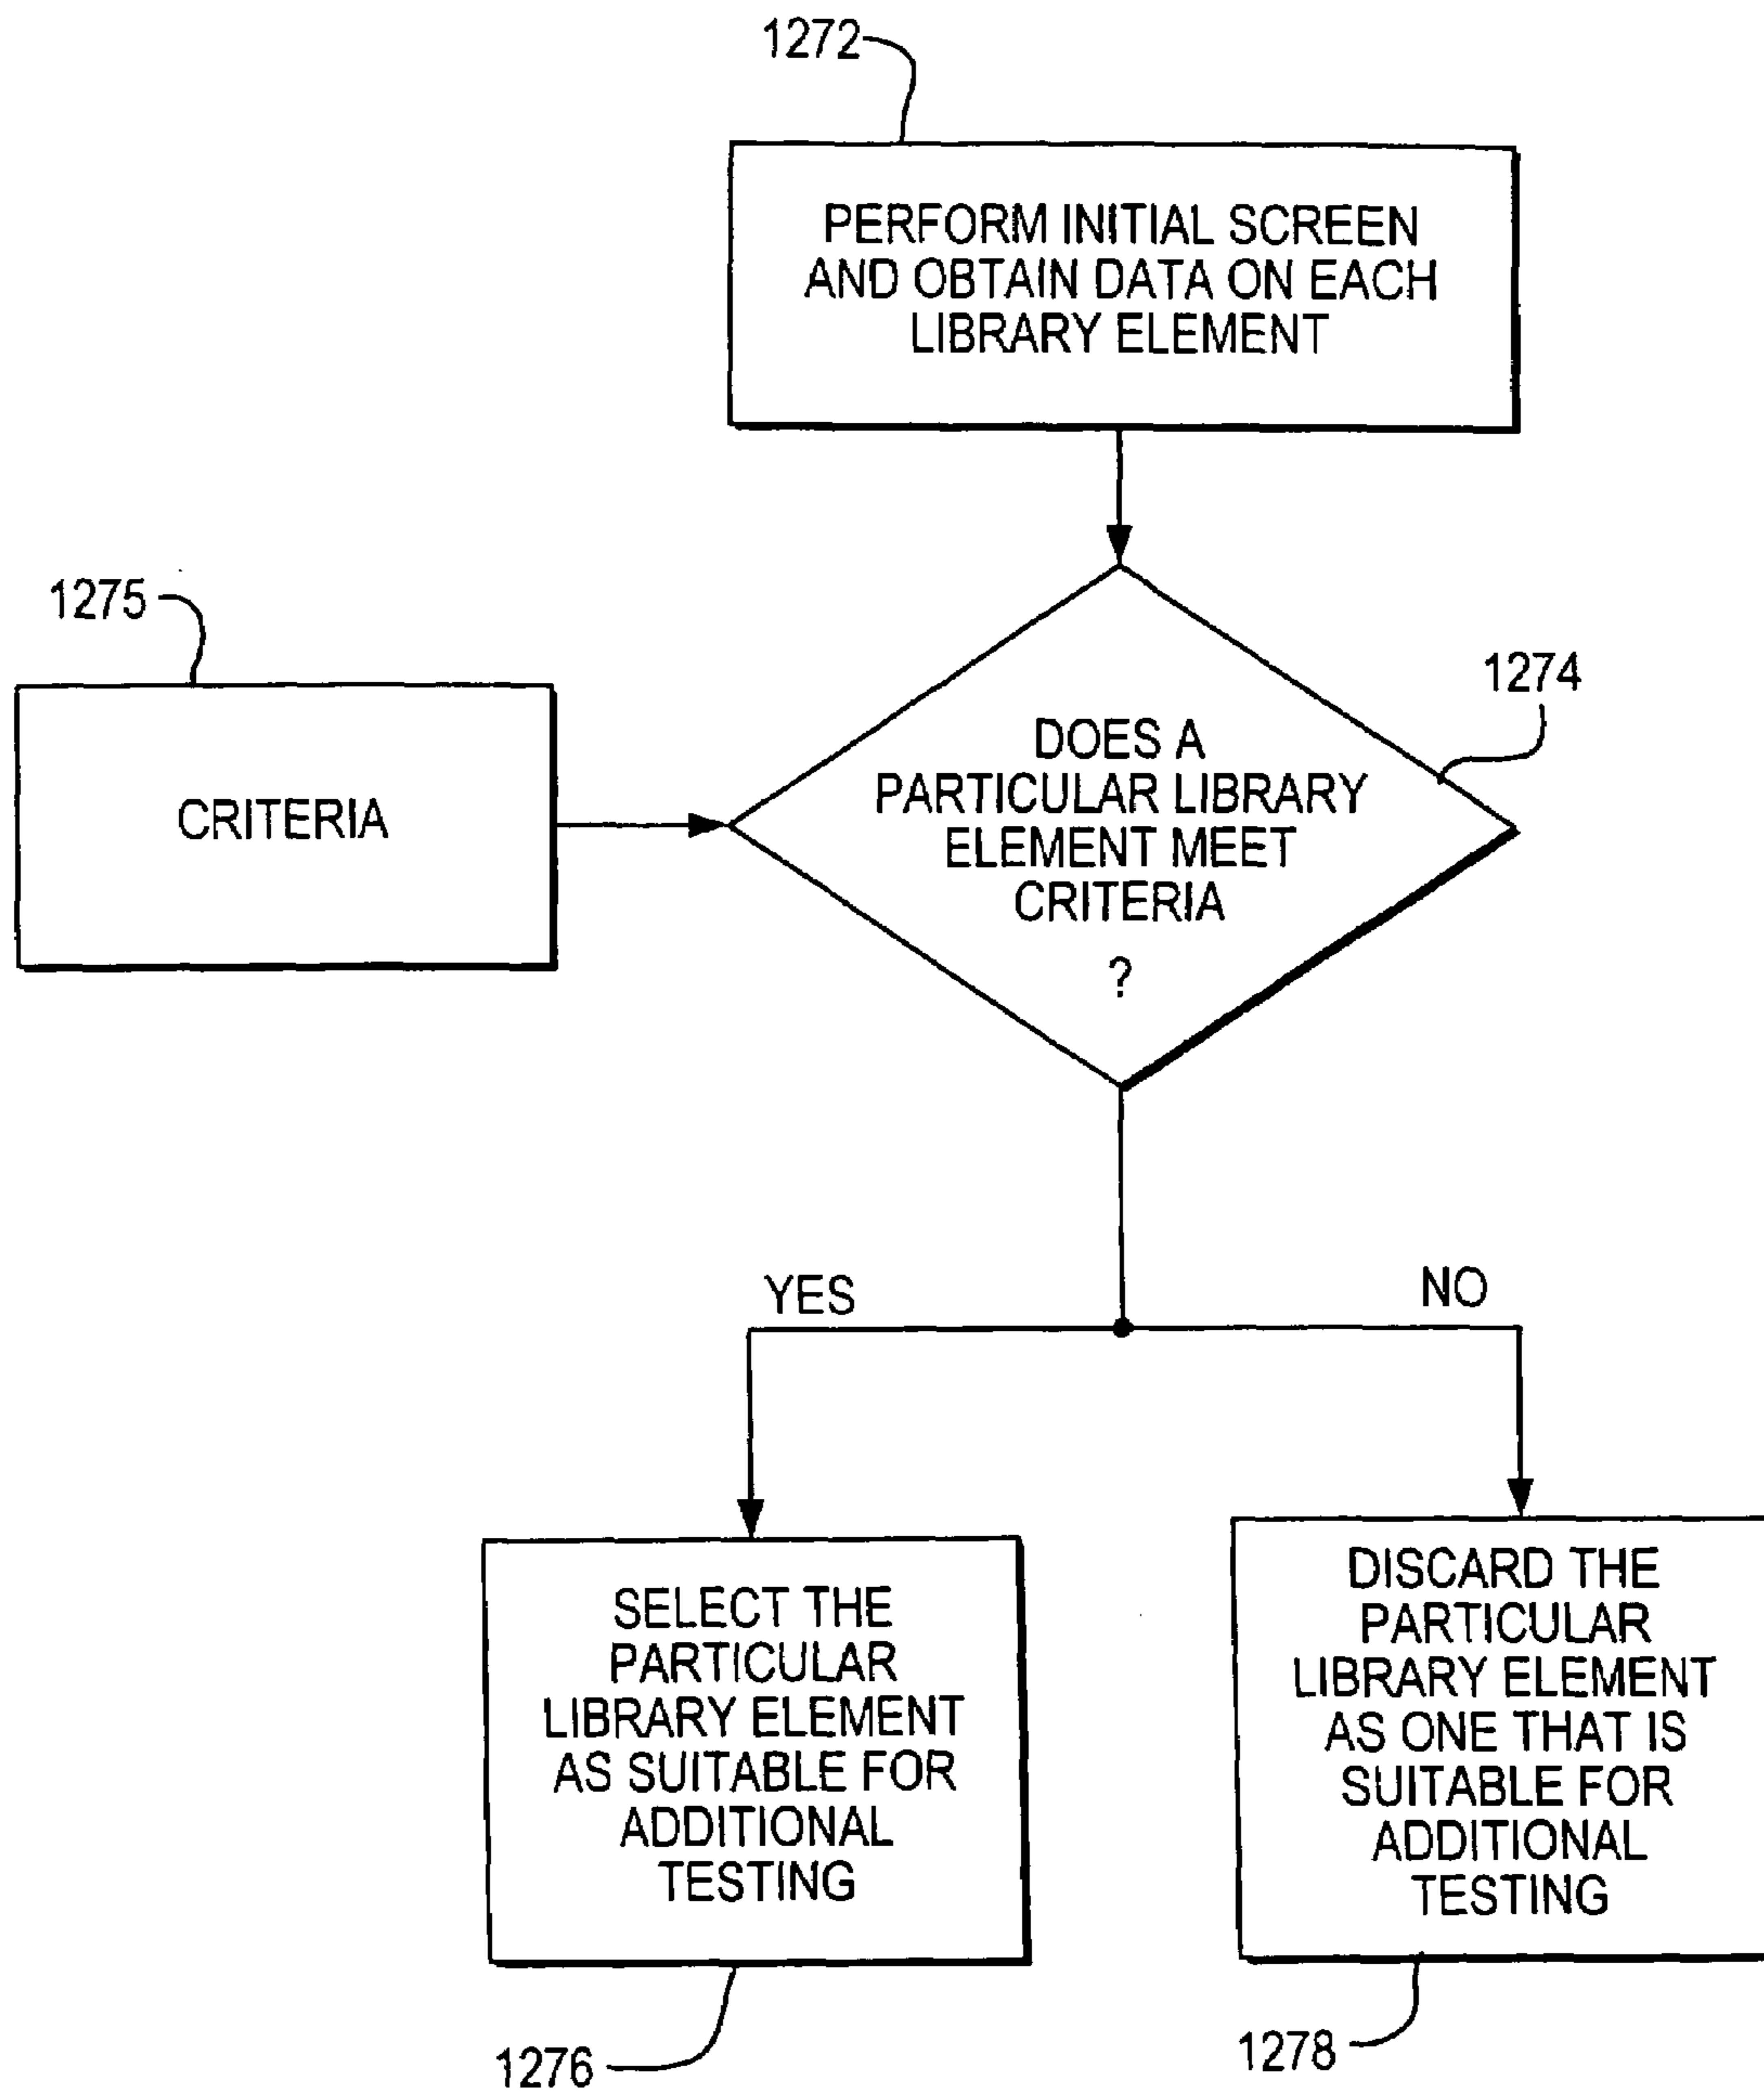 1272
PERFORM INITIAL SCREEN
AND OBTAIN DATA ON EACH
LIBRARY ELEMENT
1275
CRITERIA
1274
DOES A
PARTICULAR LIBRARY
ELEMENT MEET
CRITERIA
?
YES
NO
SELECT THE
PARTICULAR
LIBRARY ELEMENT
AS SUITABLE FOR
ADDITIONAL
TESTING
1276
DISCARD THE
PARTICULAR
LIBRARY ELEMENT
AS ONE THAT IS
SUITABLE FOR
ADDITIONAL
TESTING
1278